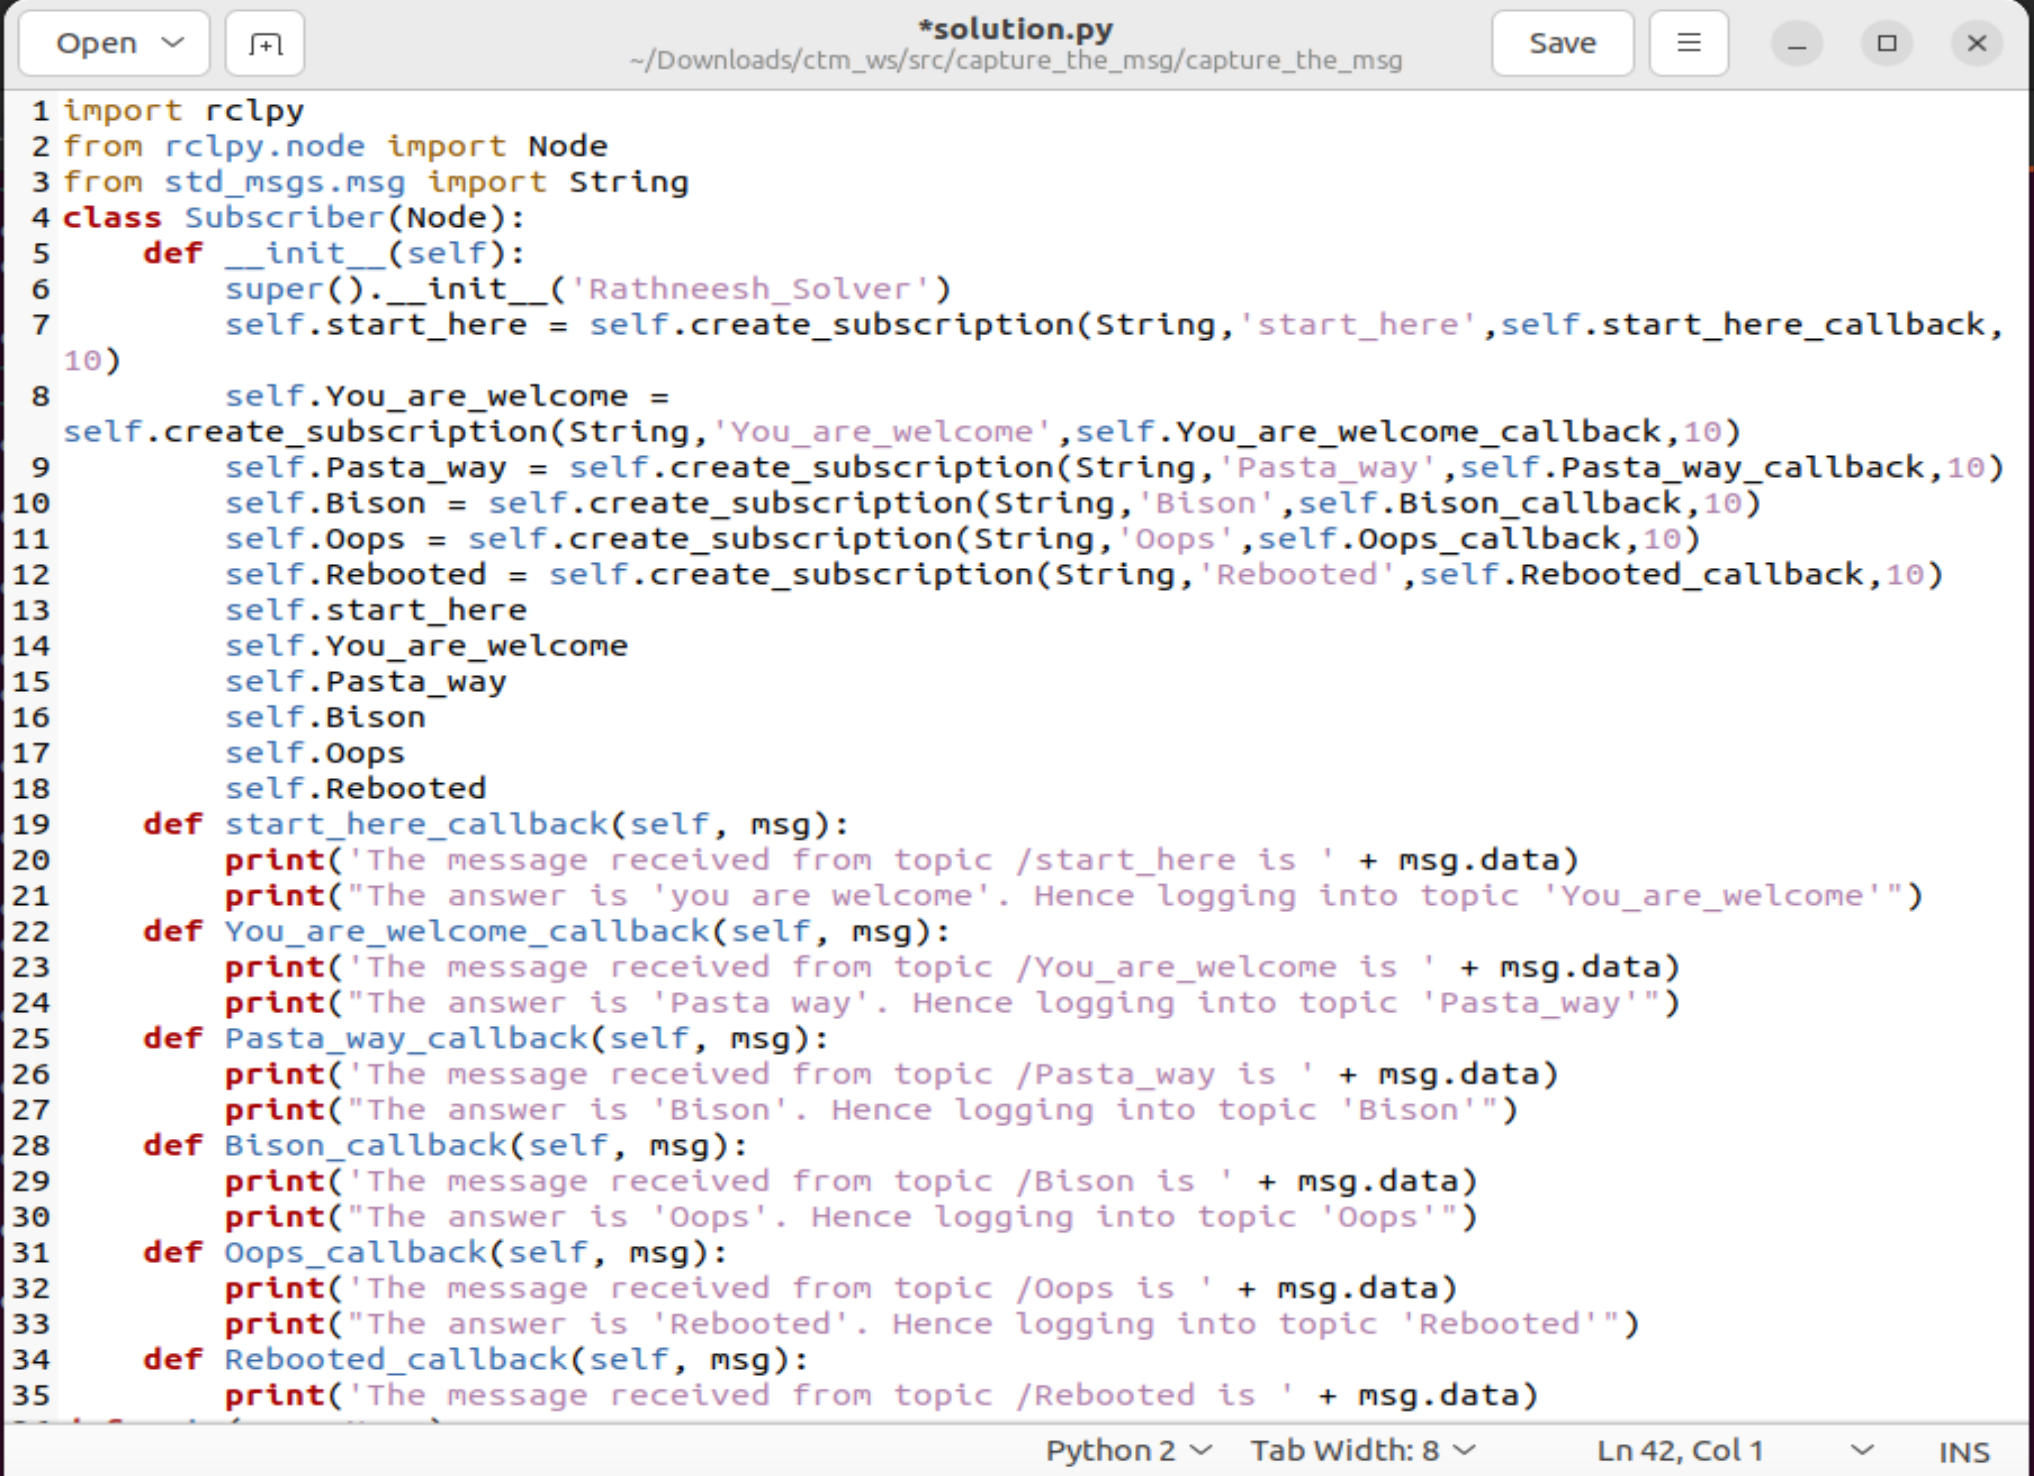 Open
*solution.py
~/Downloads/ctm_ws/src/capture_the_msg/capture_the_msg
Save
1 import rclpy
2 from rclpy.node import Node
3 from std_msgs.msg import String
4 class Subscriber(Node):
5     def __init__(self):
6         super().__init__('Rathneesh_Solver')
7         self.start_here = self.create_subscription(String,'start_here',self.start_here_callback,
10)
8         self.You_are_welcome =
self.create_subscription(String,'You_are_welcome',self.You_are_welcome_callback,10)
9         self.Pasta_way = self.create_subscription(String,'Pasta_way',self.Pasta_way_callback,10)
10         self.Bison = self.create_subscription(String,'Bison',self.Bison_callback,10)
11         self.Oops = self.create_subscription(String,'Oops',self.Oops_callback,10)
12         self.Rebooted = self.create_subscription(String,'Rebooted',self.Rebooted_callback,10)
13         self.start_here
14         self.You_are_welcome
15         self.Pasta_way
16         self.Bison
17         self.Oops
18         self.Rebooted
19     def start_here_callback(self, msg):
20         print('The message received from topic /start_here is ' + msg.data)
21         print("The answer is 'you are welcome'. Hence logging into topic 'You_are_welcome'")
22     def You_are_welcome_callback(self, msg):
23         print('The message received from topic /You_are_welcome is ' + msg.data)
24         print("The answer is 'Pasta way'. Hence logging into topic 'Pasta_way'")
25     def Pasta_way_callback(self, msg):
26         print('The message received from topic /Pasta_way is ' + msg.data)
27         print("The answer is 'Bison'. Hence logging into topic 'Bison'")
28     def Bison_callback(self, msg):
29         print('The message received from topic /Bison is ' + msg.data)
30         print("The answer is 'Oops'. Hence logging into topic 'Oops'")
31     def Oops_callback(self, msg):
32         print('The message received from topic /Oops is ' + msg.data)
33         print("The answer is 'Rebooted'. Hence logging into topic 'Rebooted'")
34     def Rebooted_callback(self, msg):
35         print('The message received from topic /Rebooted is ' + msg.data)
Python 2 Tab Width: 8 Ln 42, Col 1 INS